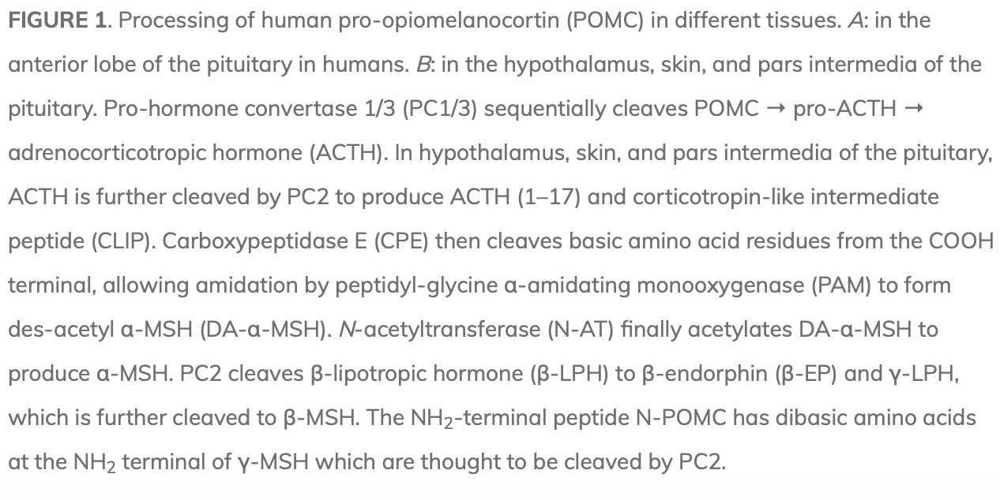 FIGURE 1. Processing of human pro-opiomelanocortin (POMC) in different tissues. A: in the
anterior lobe of the pituitary in humans. B: in the hypothalamus, skin, and pars intermedia of the
pituitary. Pro-hormone convertase 1/3 (PC1/3) sequentially cleaves POMC → pro-ACTH →
adrenocorticotropic hormone (ACTH). In hypothalamus, skin, and pars intermedia of the pituitary,
ACTH is further cleaved by PC2 to produce ACTH (1–17) and corticotropin-like intermediate
peptide (CLIP). Carboxypeptidase E (CPE) then cleaves basic amino acid residues from the COOH
terminal, allowing amidation by peptidyl-glycine α-amidating monooxygenase (PAM) to form
des-acetyl α-MSH (DA-α-MSH). N-acetyltransferase (N-AT) finally acetylates DA-α-MSH to
produce α-MSH. PC2 cleaves β-lipotropic hormone (β-LPH) to β-endorphin (β-EP) and γ-LPH,
which is further cleaved to β-MSH. The NH₂-terminal peptide N-POMC has dibasic amino acids
at the NH₂ terminal of γ-MSH which are thought to be cleaved by PC2.